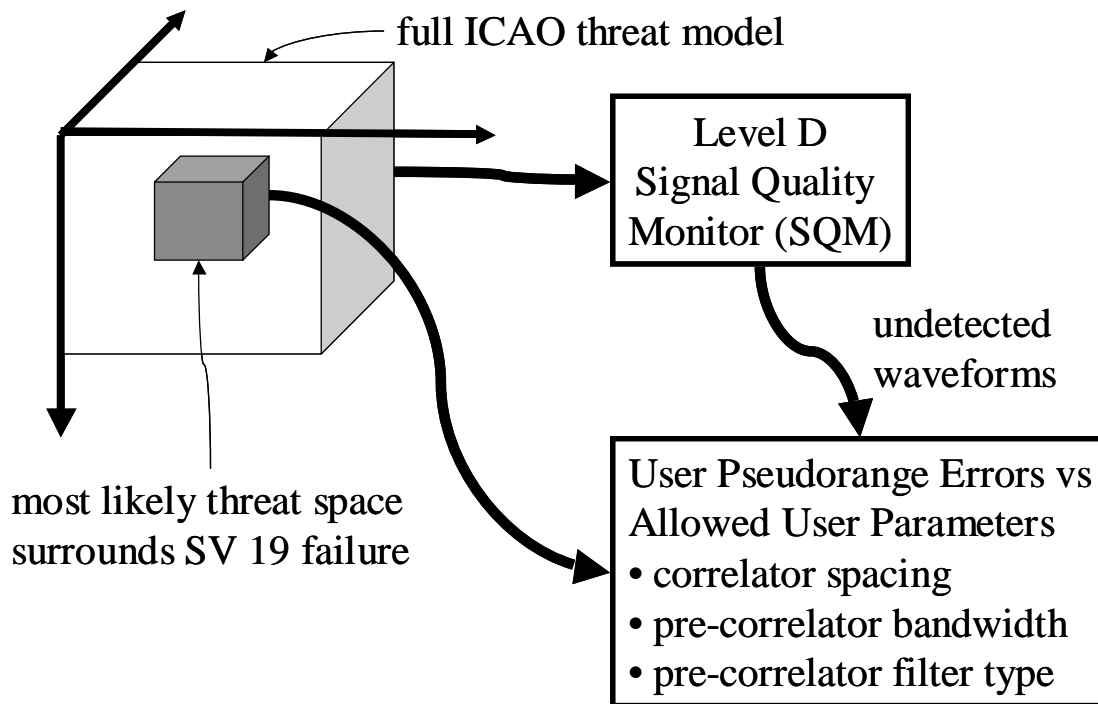 full ICAO threat model
Level D
Signal Quality
Monitor (SQM)
undetected
waveforms
most likely threat space
surrounds SV 19 failure
User Pseudorange Errors vs
Allowed User Parameters
• correlator spacing
• pre-correlator bandwidth
• pre-correlator filter type